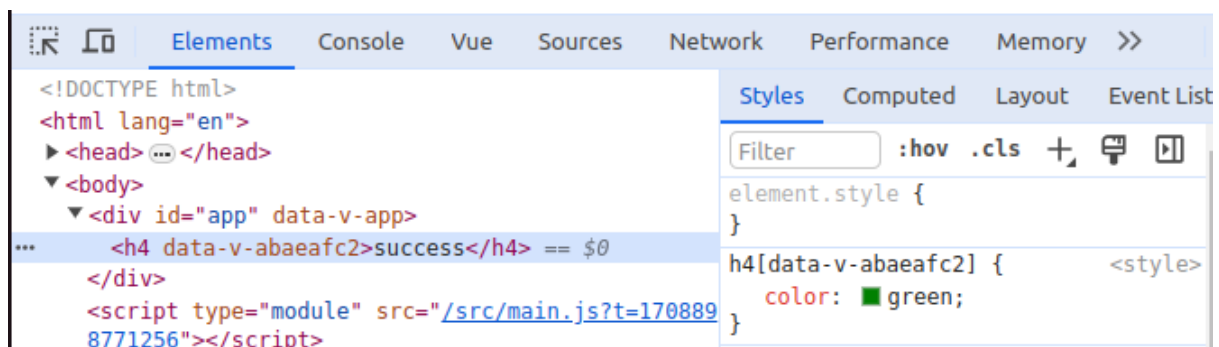 Elements Console Vue Sources Network Performance Memory >>
<!DOCTYPE html>
<html lang="en">
▶<head>…</head>
▼<body>
▼<div id="app" data-v-app>
… <h4 data-v-abaeafc2>success</h4> == $0
</div>
<script type="module" src="/src/main.js?t=170889
8771256"></script>
Styles Computed Layout Event List
Filter :hov .cls
element.style {
}
h4[data-v-abaeafc2] { <style>
color: green;
}